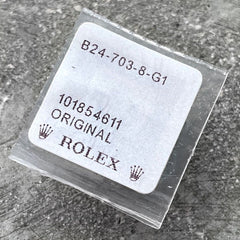 B24-703-8-G1
101854611
ORIGINAL
ROLEX